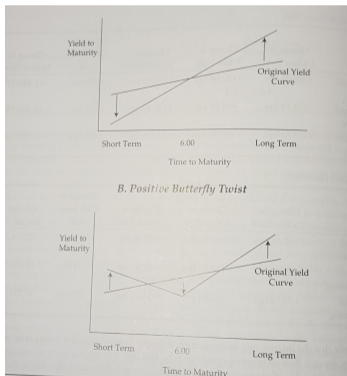 Yield to
Maturity
Original Yield
Curve
Short Term 6.00 Long Term
Time to Maturity
B. Positive Butterfly Twist
Yield to
Maturity
Original Yield
Curve
Short Term 6.00 Long Term
Time to Maturity